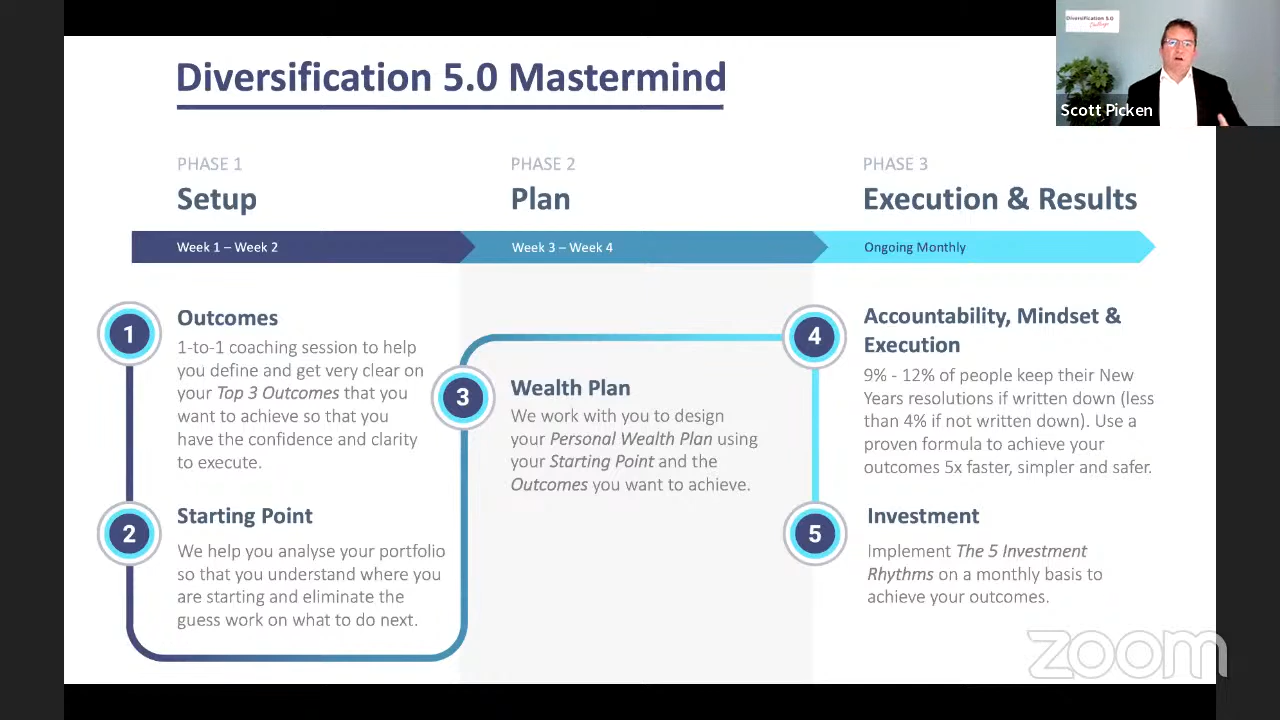 Diversification 5.0 Mastermind
Diversification 5.0
Challenge
Scott Picken
PHASE 1
Setup
Week 1 – Week 2
PHASE 2
Plan
Week 3 – Week 4
PHASE 3
Execution & Results
Ongoing Monthly
1
Outcomes
1-to-1 coaching session to help
you define and get very clear on
your Top 3 Outcomes that you
want to achieve so that you
have the confidence and clarity
to execute.
2
Starting Point
We help you analyse your portfolio
so that you understand where you
are starting and eliminate the
guess work on what to do next.
3
Wealth Plan
We work with you to design
your Personal Wealth Plan using
your Starting Point and the
Outcomes you want to achieve.
4
Accountability, Mindset &
Execution
9% - 12% of people keep their New
Years resolutions if written down (less
than 4% if not written down). Use a
proven formula to achieve your
outcomes 5x faster, simpler and safer.
5
Investment
Implement The 5 Investment
Rhythms on a monthly basis to
achieve your outcomes.
zoom